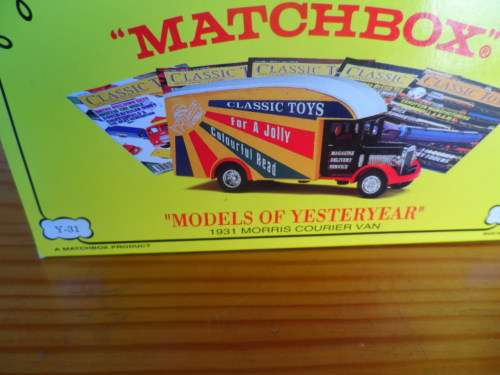 "MATCHBOX"
CLASSIC TOYS
CLASSIC
CLASSIC
CLASSIC
CLASSIC TOYS
For A Jolly
Colourful Read
MAGAZINE
DELIVERY
SERVICE
"MODELS OF YESTERYEAR"
1931 MORRIS COURIER VAN
Y-31
A MATCHBOX PRODUCT